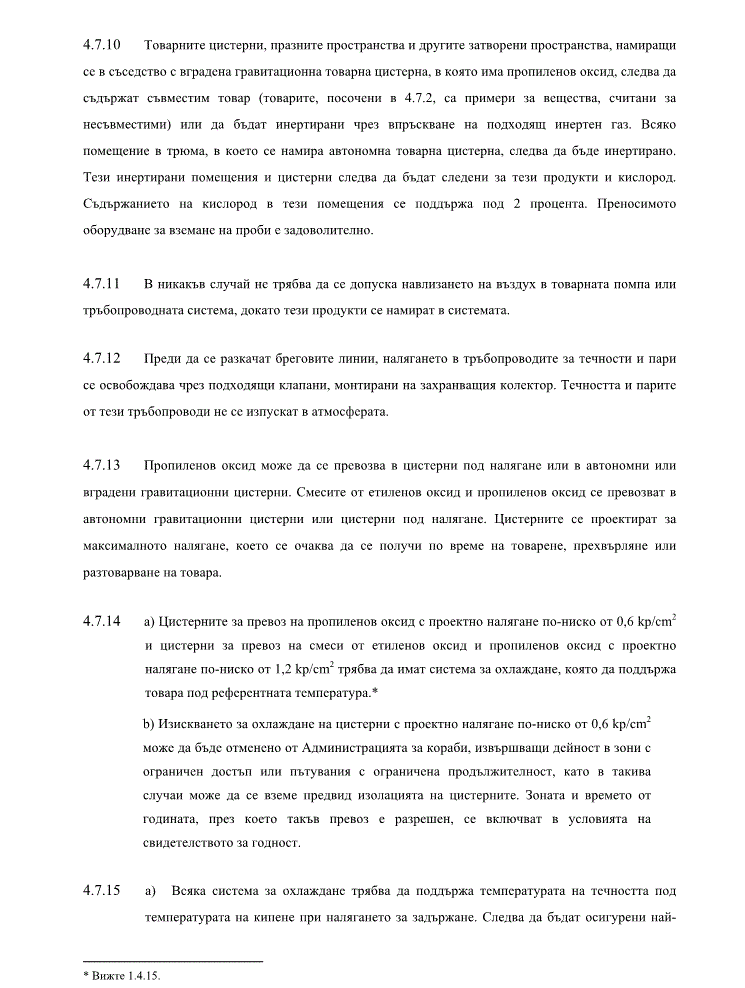 4.7.10 Товарните цистерни, празните пространства и другите затворени пространства, намиращи
се в съседство с вградена гравитационна товарна цистерна, в която има пропиленов оксид, следва да
съдържат съвместим товар (товарите, посочени в 4.7.2, са примери за вещества, считани за
несъвместими) или да бъдат инертирани чрез впръскване на подходящ инертен газ. Всяко
помещение в трюма, в което се намира автономна товарна цистерна, следва да бъде инертирано.
Тези инертирани помещения и цистерни следва да бъдат следени за тези продукти и кислород.
Съдържанието на кислород в тези помещения се поддържа под 2 процента. Преносимото
оборудване за вземане на проби е задоволително.
4.7.11 В никакъв случай не трябва да се допуска навлизането на въздух в товарната помпа или
тръбопроводната система, докато тези продукти се намират в системата.
4.7.12 Преди да се разкачат бреговите линии, налягането в тръбопроводите за течности и пари
се освобождава чрез подходящи клапани, монтирани на захранващия колектор. Течността и парите
от тези тръбопроводи не се изпускат в атмосферата.
4.7.13 Пропиленов оксид може да се превозва в цистерни под налягане или в автономни или
вградени гравитационни цистерни. Смесите от етиленов оксид и пропиленов оксид се превозват в
автономни гравитационни цистерни или цистерни под налягане. Цистерните се проектират за
максималното налягане, което се очаква да се получи по време на товарене, прехвърляне или
разтоварване на товара.
4.7.14 a) Цистерните за превоз на пропиленов оксид с проектно налягане по-ниско от 0,6 kp/cm²
и цистерни за превоз на смеси от етиленов оксид и пропиленов оксид с проектно
налягане по-ниско от 1,2 kp/cm² трябва да имат система за охлаждане, която да поддържа
товара под референтната температура.*
b) Изискването за охлаждане на цистерни с проектно налягане по-ниско от 0,6 kp/cm²
може да бъде отменено от Администрацията за кораби, извършващи дейност в зони с
ограничен достъп или пътувания с ограничена продължителност, като в такива
случаи може да се вземе предвид изолацията на цистерните. Зоната и времето от
годината, през което такъв превоз е разрешен, се включват в условията на
свидетелството за годност.
4.7.15 a) Всяка система за охлаждане трябва да поддържа температурата на течността под
температурата на кипене при налягането за задържане. Следва да бъдат осигурени най-
* Вижте 1.4.15.